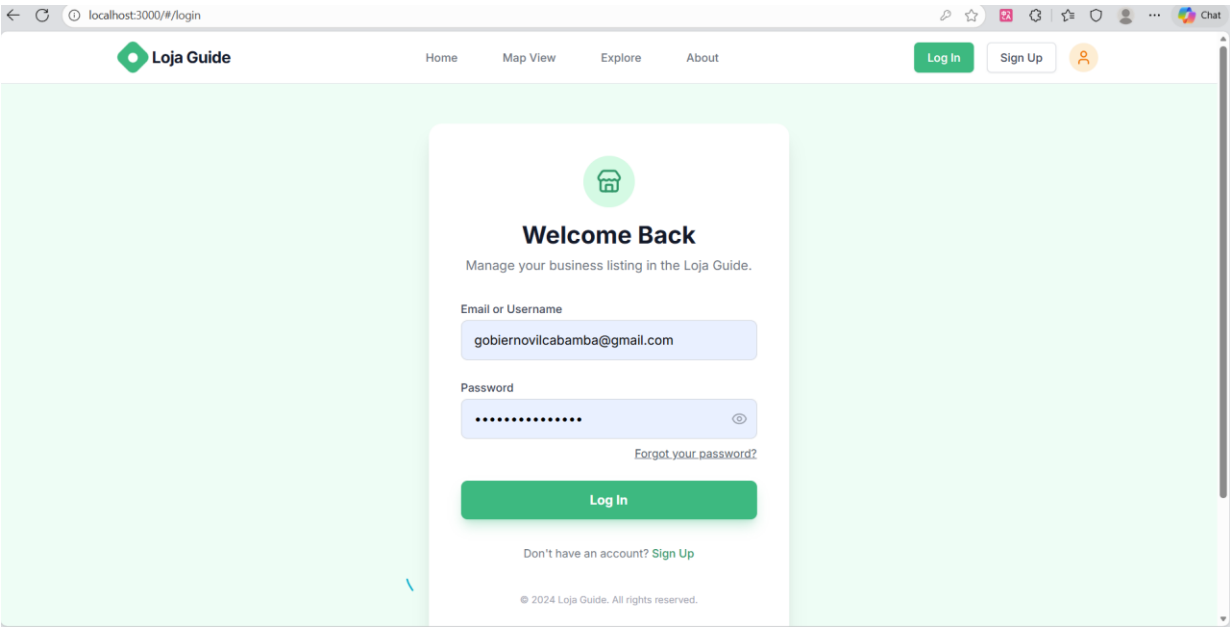 localhost:3000/#/login
Chat
Loja Guide
Home Map View Explore About
Log In Sign Up
Welcome Back
Manage your business listing in the Loja Guide.
Email or Username
gobiernovilcabamba@gmail.com
Password
•••••••••••••••
Forgot your password?
Log In
Don't have an account? Sign Up
© 2024 Loja Guide. All rights reserved.